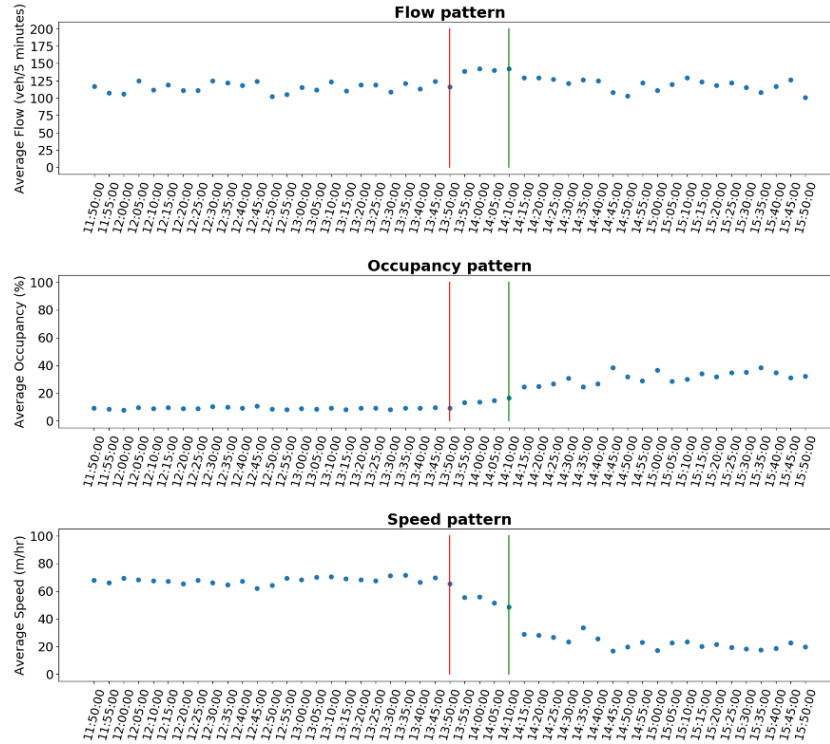 Flow pattern
Average Flow (veh/5 minutes)
200
175
150
125
100
75
50
25
0
11:50:00 11:55:00 12:00:00 12:05:00 12:10:00 12:15:00 12:20:00 12:25:00 12:30:00 12:35:00 12:40:00 12:45:00 12:50:00 12:55:00 13:00:00 13:05:00 13:10:00 13:15:00 13:20:00 13:25:00 13:30:00 13:35:00 13:40:00 13:45:00 13:50:00 13:55:00 14:00:00 14:05:00 14:10:00 14:15:00 14:20:00 14:25:00 14:30:00 14:35:00 14:40:00 14:45:00 14:50:00 14:55:00 15:00:00 15:05:00 15:10:00 15:15:00 15:20:00 15:25:00 15:30:00 15:35:00 15:40:00 15:45:00 15:50:00
Occupancy pattern
Average Occupancy (%)
100
80
60
40
20
0
11:50:00 11:55:00 12:00:00 12:05:00 12:10:00 12:15:00 12:20:00 12:25:00 12:30:00 12:35:00 12:40:00 12:45:00 12:50:00 12:55:00 13:00:00 13:05:00 13:10:00 13:15:00 13:20:00 13:25:00 13:30:00 13:35:00 13:40:00 13:45:00 13:50:00 13:55:00 14:00:00 14:05:00 14:10:00 14:15:00 14:20:00 14:25:00 14:30:00 14:35:00 14:40:00 14:45:00 14:50:00 14:55:00 15:00:00 15:05:00 15:10:00 15:15:00 15:20:00 15:25:00 15:30:00 15:35:00 15:40:00 15:45:00 15:50:00
Speed pattern
Average Speed (m/hr)
100
80
60
40
20
0
11:50:00 11:55:00 12:00:00 12:05:00 12:10:00 12:15:00 12:20:00 12:25:00 12:30:00 12:35:00 12:40:00 12:45:00 12:50:00 12:55:00 13:00:00 13:05:00 13:10:00 13:15:00 13:20:00 13:25:00 13:30:00 13:35:00 13:40:00 13:45:00 13:50:00 13:55:00 14:00:00 14:05:00 14:10:00 14:15:00 14:20:00 14:25:00 14:30:00 14:35:00 14:40:00 14:45:00 14:50:00 14:55:00 15:00:00 15:05:00 15:10:00 15:15:00 15:20:00 15:25:00 15:30:00 15:35:00 15:40:00 15:45:00 15:50:00